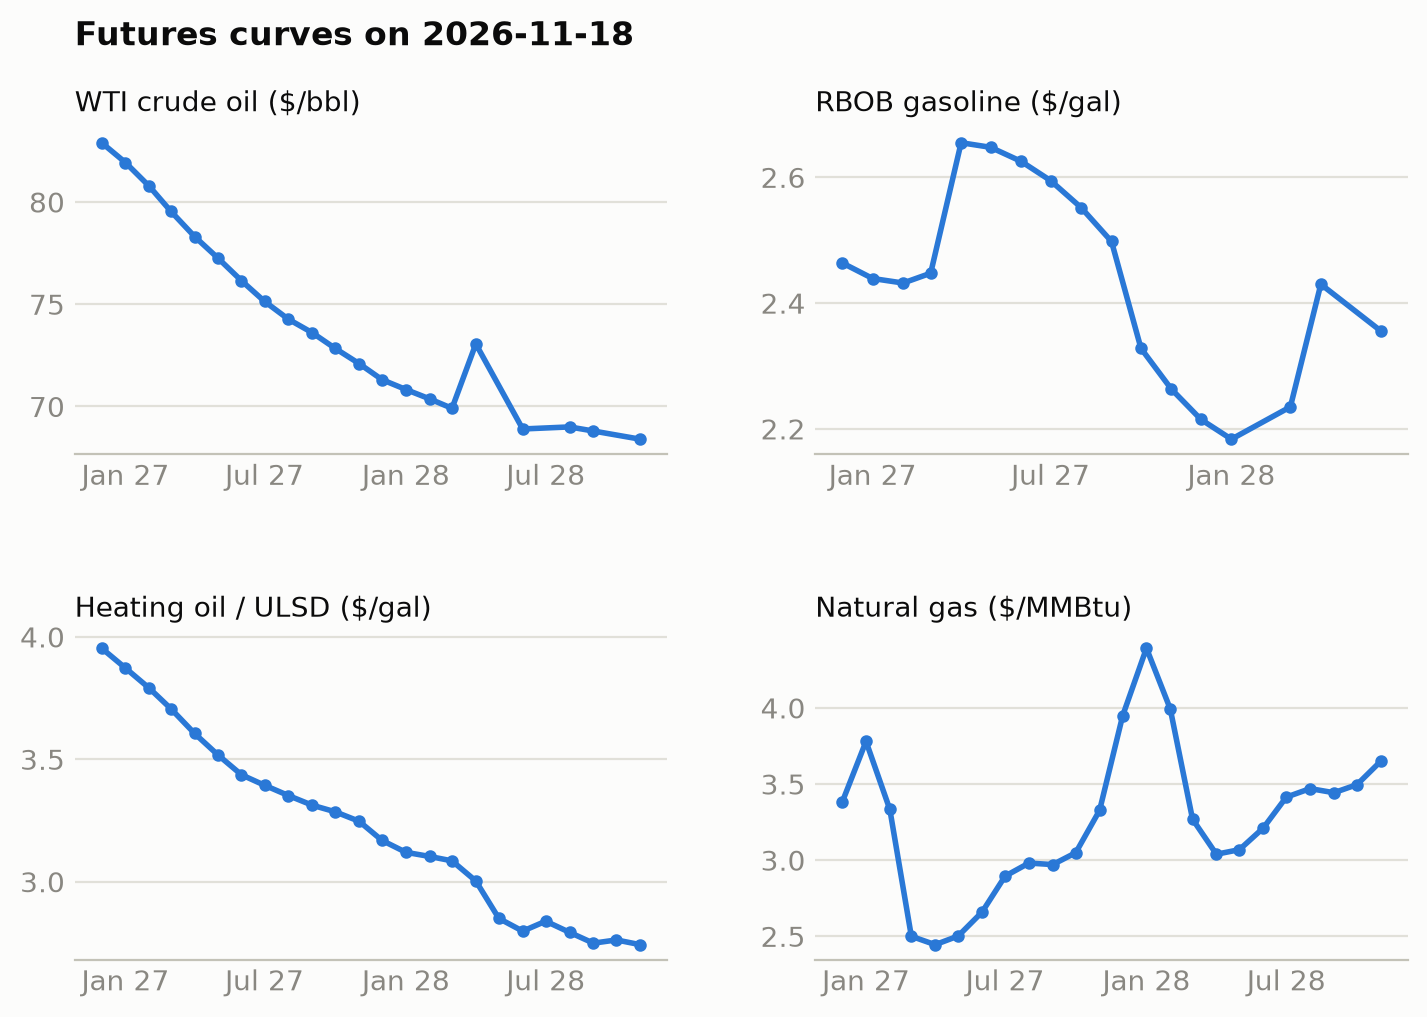 Futures curves on 2026-11-18
WTI crude oil ($/bbl)
80
75
70
Jan 27 Jul 27 Jan 28 Jul 28
RBOB gasoline ($/gal)
2.6
2.4
2.2
Jan 27 Jul 27 Jan 28
Heating oil / ULSD ($/gal)
4.0
3.5
3.0
Jan 27 Jul 27 Jan 28 Jul 28
Natural gas ($/MMBtu)
4.0
3.5
3.0
2.5
Jan 27 Jul 27 Jan 28 Jul 28